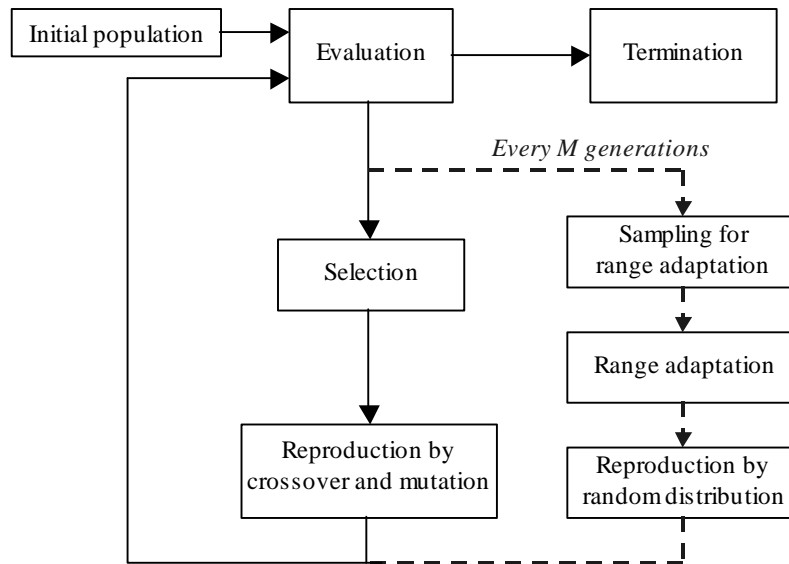 Initial population
Evaluation
Termination
Every M generations
Sampling for
range adaptation
Selection
Range adaptation
Reproduction by
crossover and mutation
Reproduction by
random distribution